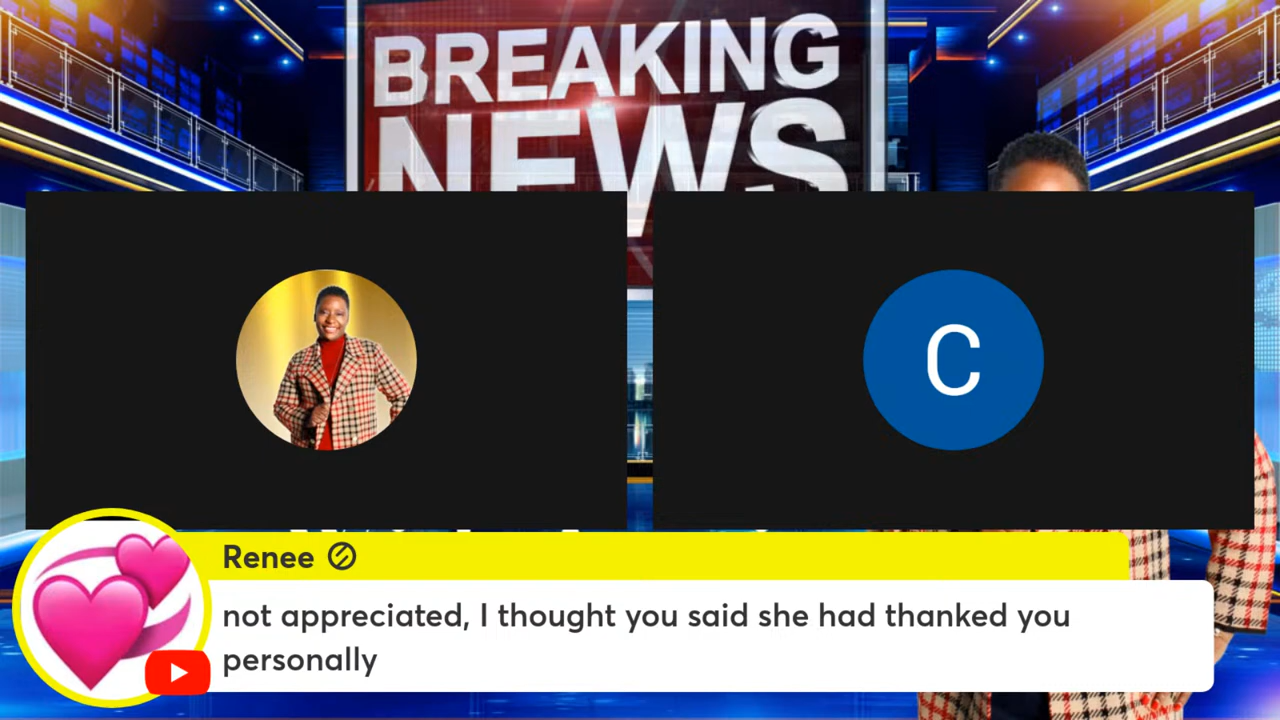 BREAKING
NEWS
C
Renee
not appreciated, I thought you said she had thanked you
personally